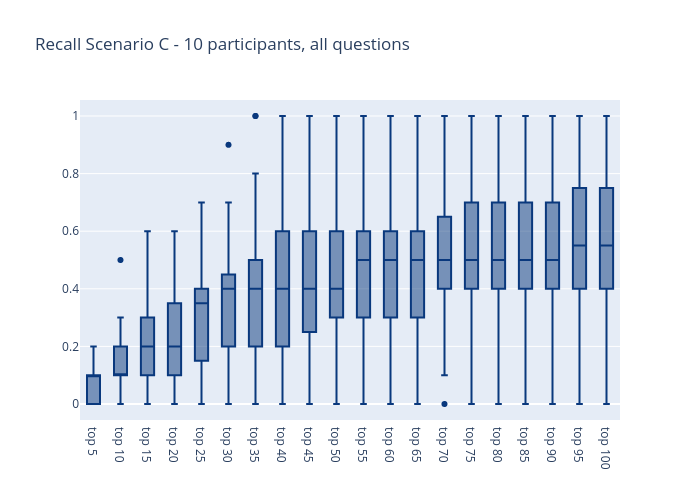 Recall Scenario C - 10 participants, all questions
1
0.8
0.6
0.4
0.2
0
top 5
top 10
top 15
top 20
top 25
top 30
top 35
top 40
top 45
top 50
top 55
top 60
top 65
top 70
top 75
top 80
top 85
top 90
top 95
top 100